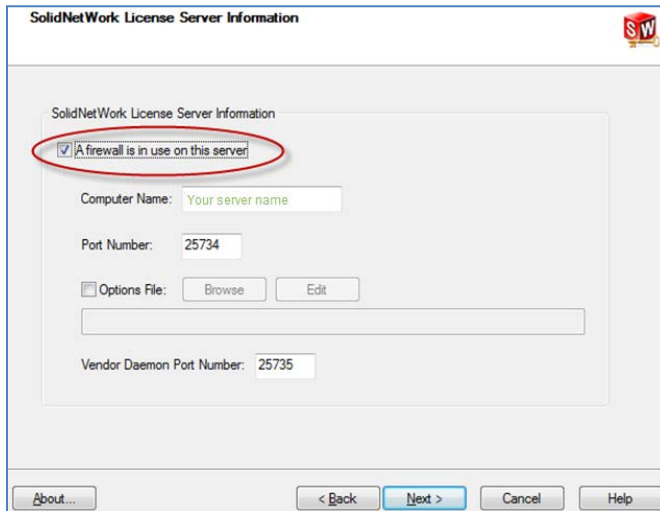 SolidNetWork License Server Information
SW
SolidNetWork License Server Information
A firewall is in use on this server
Computer Name: Your server name
Port Number: 25734
Options File: Browse Edit
Vendor Daemon Port Number: 25735
About... < Back Next > Cancel Help